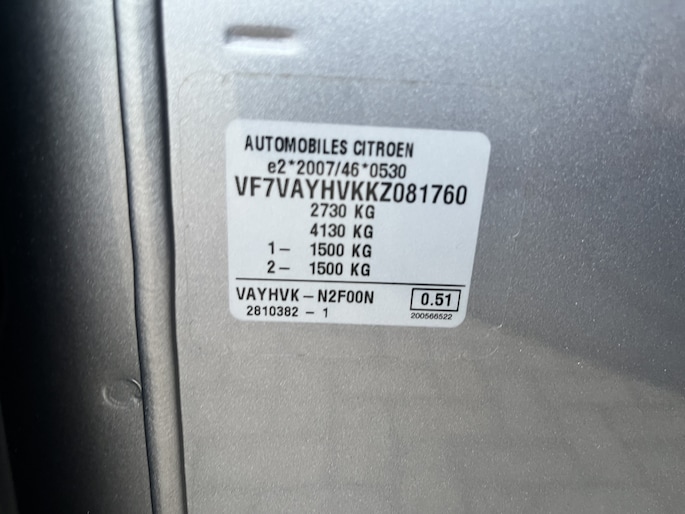 AUTOMOBILES CITROEN
e2*2007/46*0530
VF7VAYHVKKZ081760
2730 KG
4130 KG
1- 1500 KG
2- 1500 KG
VAYHVK-N2F00N 0.51
2810382 - 1 200566522